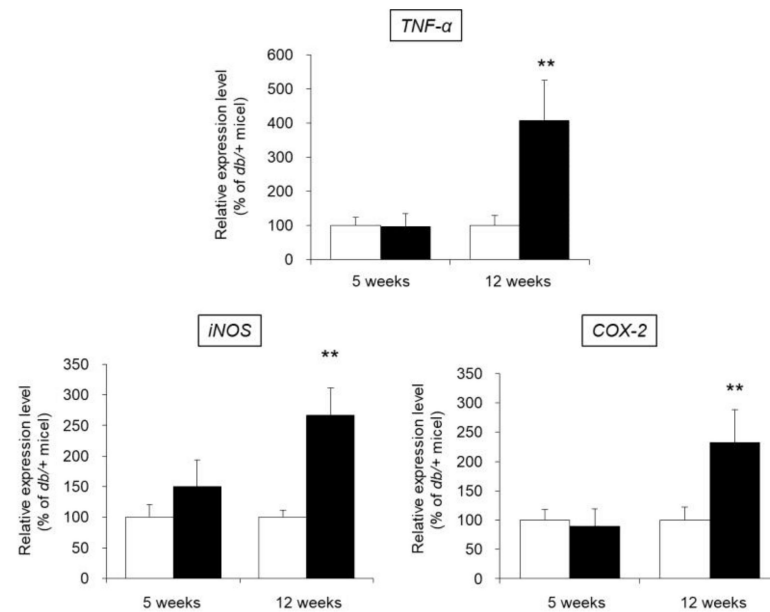 TNF-α
Relative expression level
(% of db/+ micel)
600
500
400
300
200
100
0
**
5 weeks
12 weeks
iNOS
Relative expression level
(% of db/+ micel)
350
300
250
200
150
100
50
0
**
5 weeks
12 weeks
COX-2
Relative expression level
(% of db/+ micel)
350
300
250
200
150
100
50
0
**
5 weeks
12 weeks